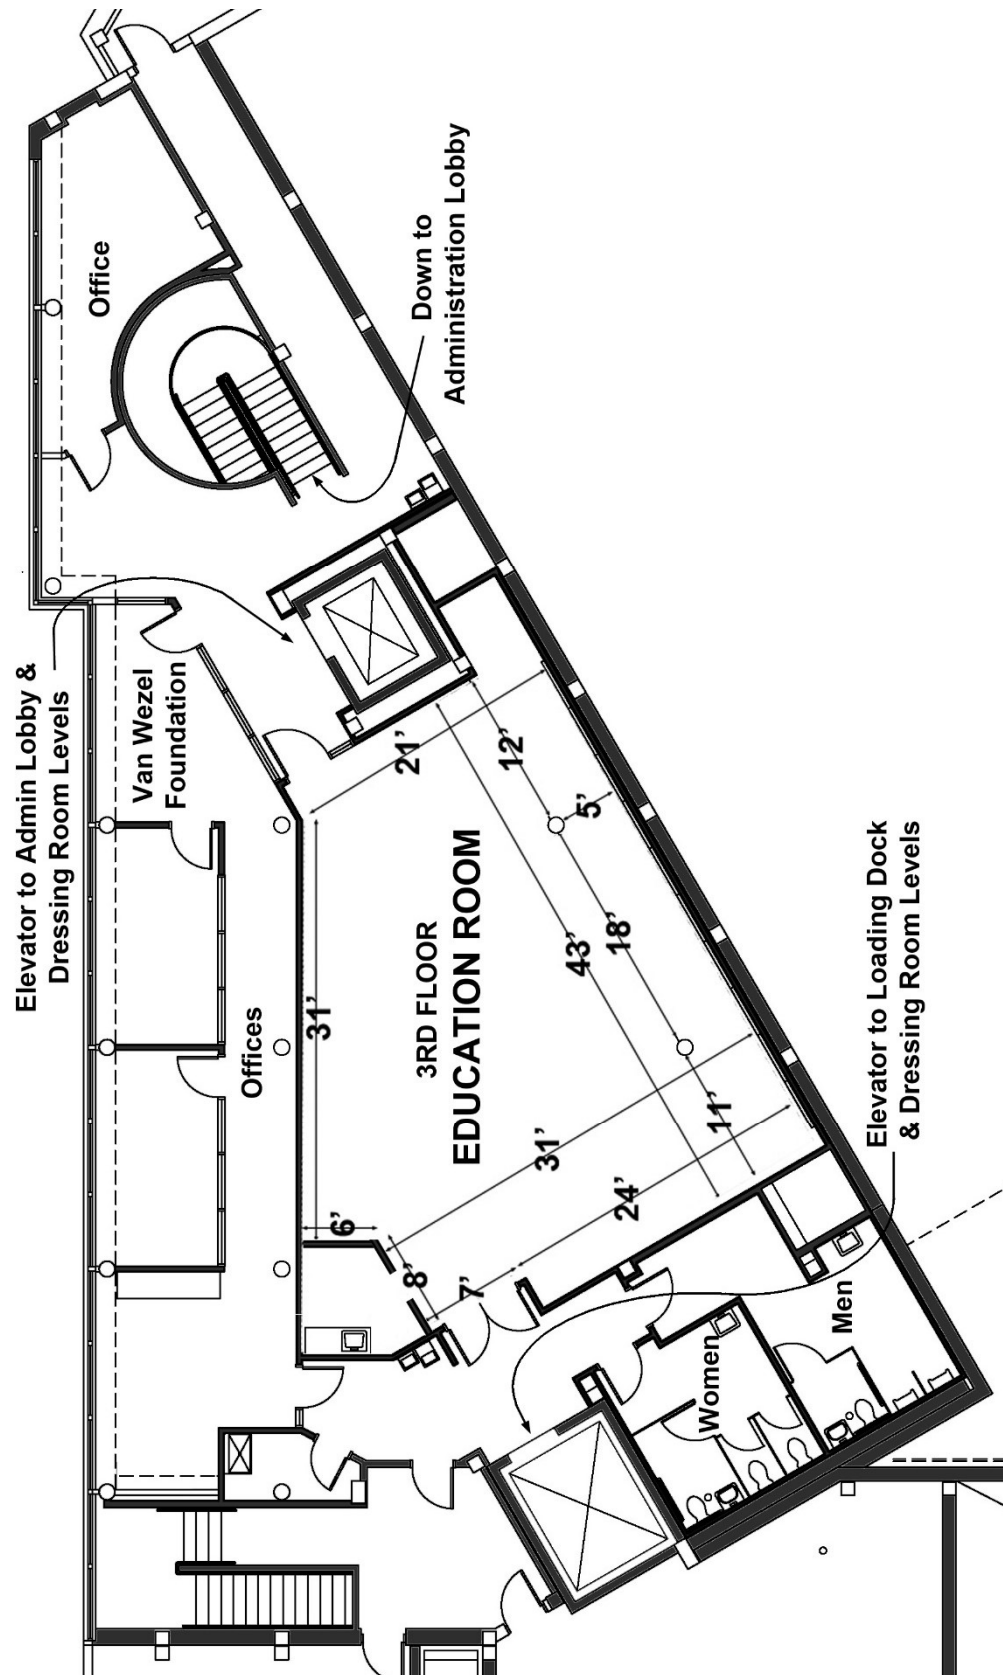 Office
Down to
Administration Lobby
Elevator to Admin Lobby &
Dressing Room Levels
Van Wezel
Foundation
21’
12’
5’
18’
43’
3RD FLOOR
EDUCATION ROOM
31’
Offices
Elevator to Loading Dock
& Dressing Room Levels
11’
31’
24’
6’
8’
7’
Women
Men